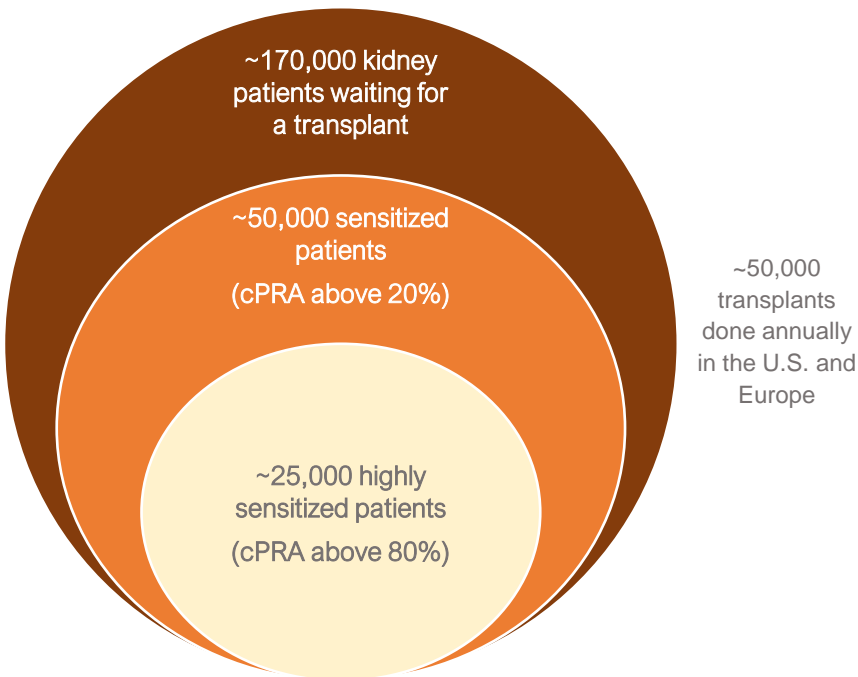 ~170,000 kidney
patients waiting for
a transplant
~50,000 sensitized
patients
(cPRA above 20%)
~25,000 highly
sensitized patients
(cPRA above 80%)
~50,000
transplants
done annually
in the U.S. and
Europe